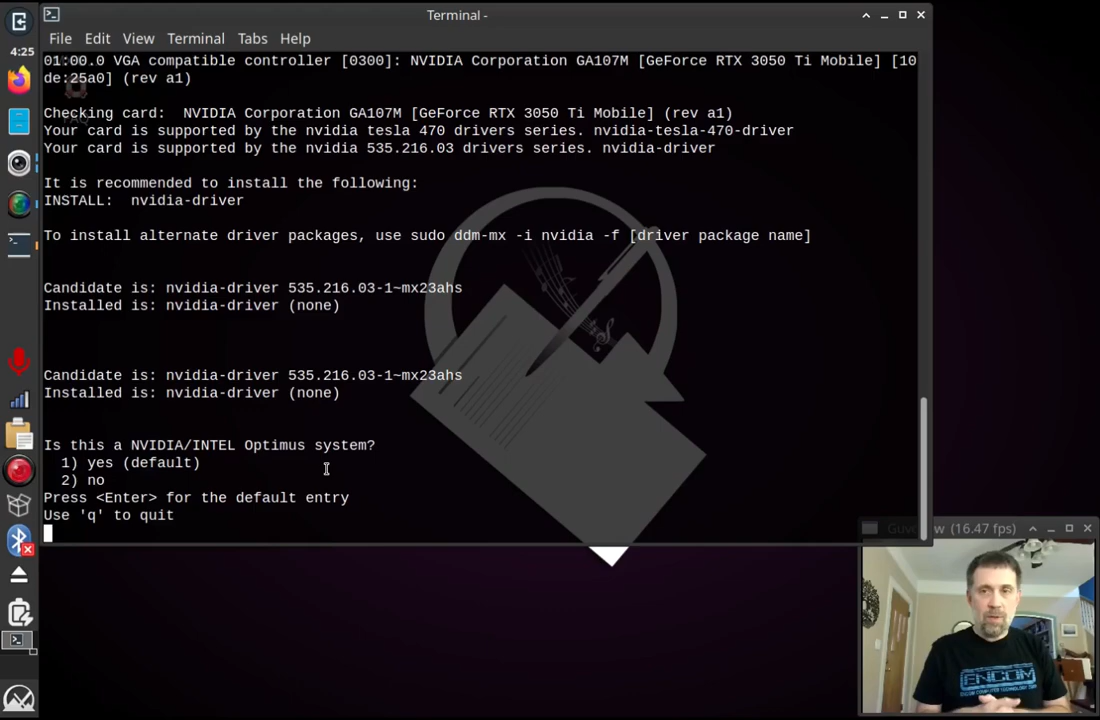 Terminal -
File Edit View Terminal Tabs Help
4:25
01:00.0 VGA compatible controller [0300]: NVIDIA Corporation GA107M [GeForce RTX 3050 Ti Mobile] [10
de:25a0] (rev a1)
FAQ
Checking card:  NVIDIA Corporation GA107M [GeForce RTX 3050 Ti Mobile] (rev a1)
Your card is supported by the nvidia tesla 470 drivers series. nvidia-tesla-470-driver
Your card is supported by the nvidia 535.216.03 drivers series. nvidia-driver
It is recommended to install the following:
INSTALL:  nvidia-driver
To install alternate driver packages, use sudo ddm-mx -i nvidia -f [driver package name]
Candidate is: nvidia-driver 535.216.03-1~mx23ahs
Installed is: nvidia-driver (none)
Candidate is: nvidia-driver 535.216.03-1~mx23ahs
Installed is: nvidia-driver (none)
Is this a NVIDIA/INTEL Optimus system?
1) yes (default)
2) no
Press <Enter> for the default entry
Use 'q' to quit
(16.47 fps)
ENCOM